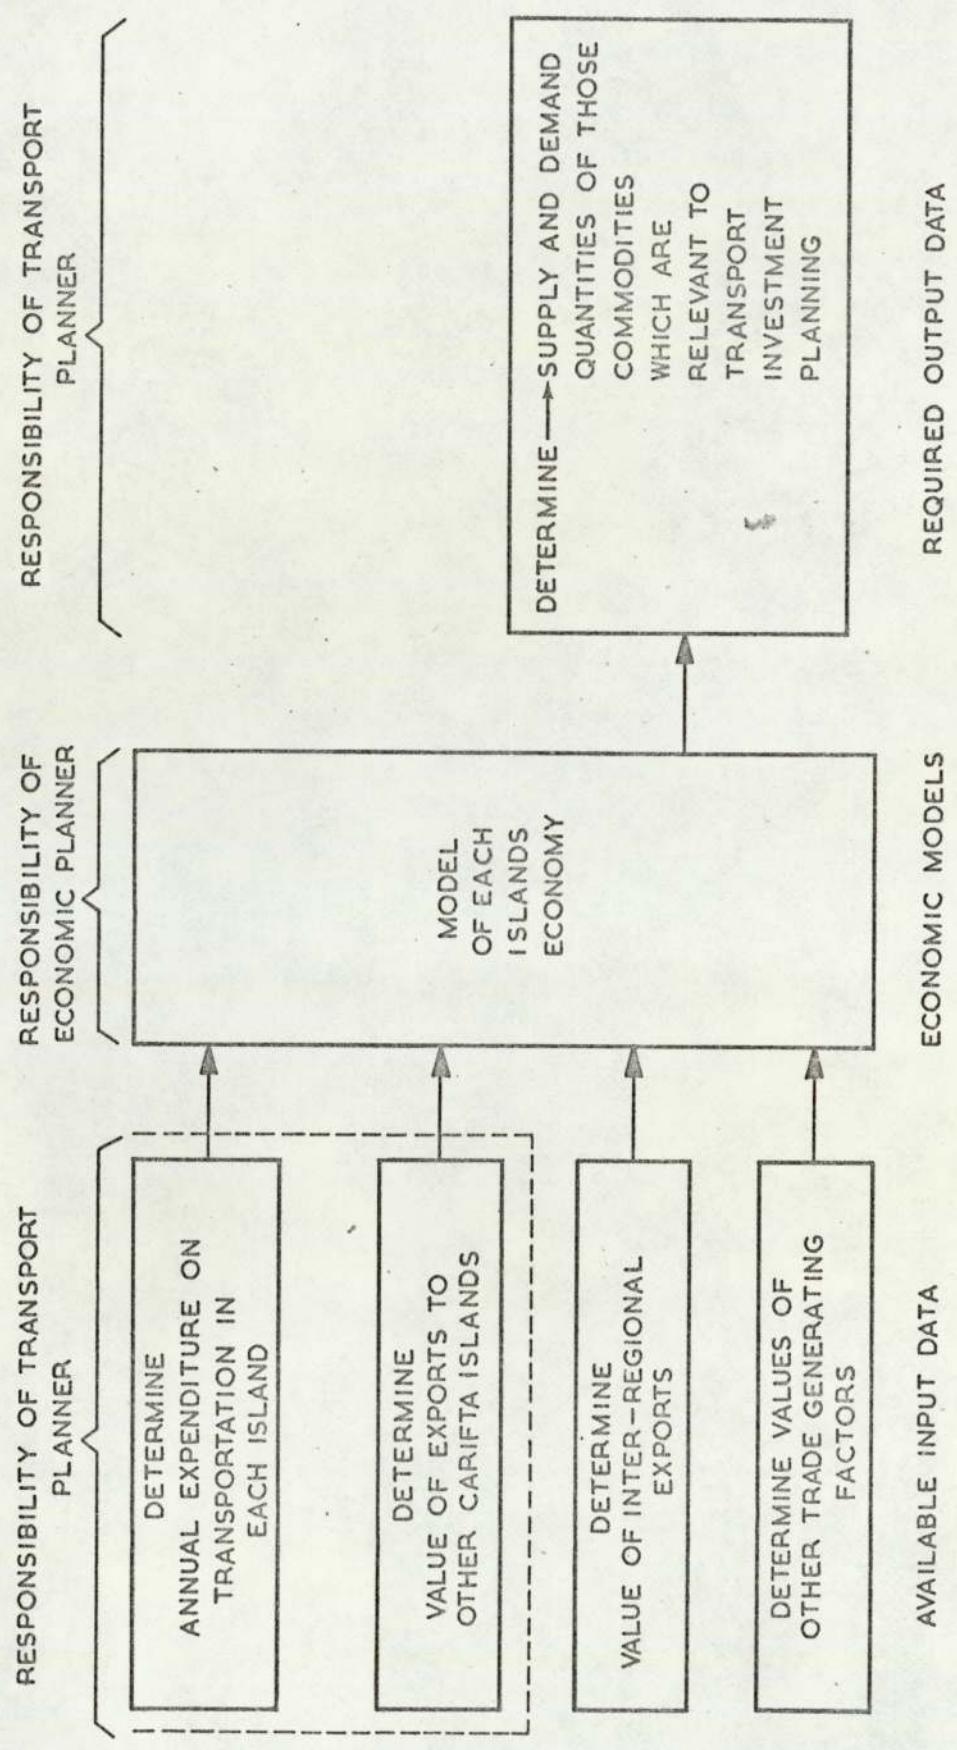 RESPONSIBILITY OF TRANSPORT
PLANNER
RESPONSIBILITY OF
ECONOMIC PLANNER
RESPONSIBILITY OF TRANSPORT
PLANNER
DETERMINE
ANNUAL EXPENDITURE ON
TRANSPORTATION IN
EACH ISLAND
DETERMINE
VALUE OF EXPORTS TO
OTHER CARIFTA ISLANDS
DETERMINE
VALUE OF INTER-REGIONAL
EXPORTS
DETERMINE VALUES OF
OTHER TRADE GENERATING
FACTORS
MODEL
OF EACH
ISLANDS
ECONOMY
DETERMINE → SUPPLY AND DEMAND
QUANTITIES OF THOSE
COMMODITIES
WHICH ARE
RELEVANT TO
TRANSPORT
INVESTMENT
PLANNING
AVAILABLE INPUT DATA
ECONOMIC MODELS
REQUIRED OUTPUT DATA